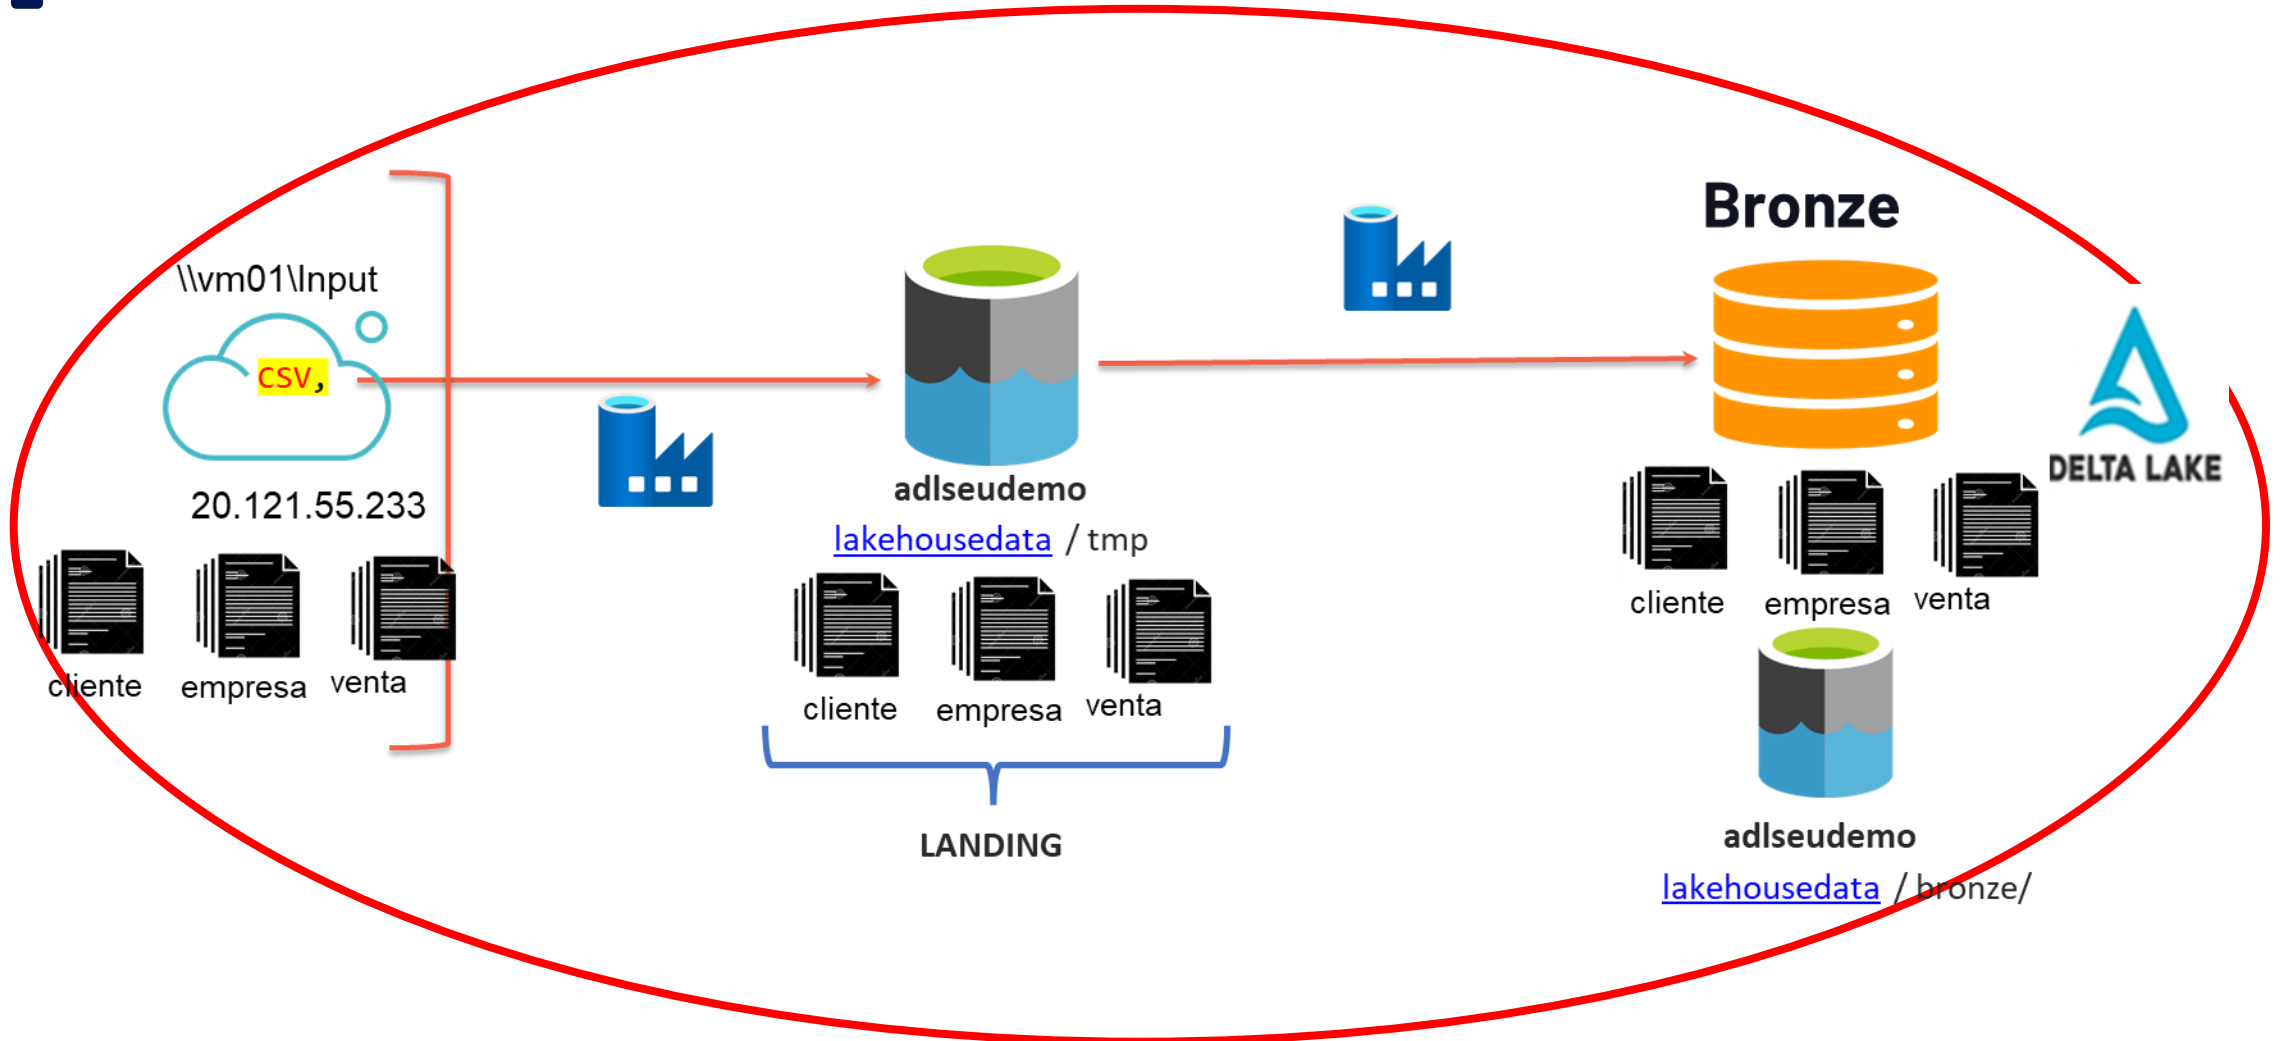 \\vm01\Input
csv,
20.121.55.233
cliente
empresa
venta
adlseudemo
lakehousedata / tmp
cliente
empresa
venta
LANDING
Bronze
DELTA LAKE
cliente
empresa
venta
adlseudemo
lakehousedata / bronze/